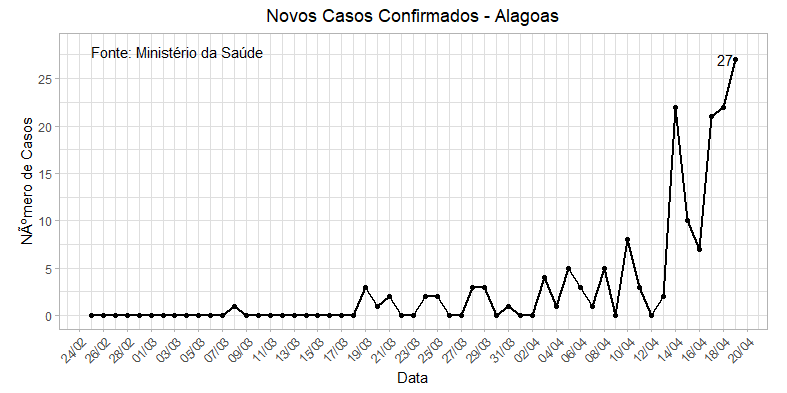 Novos Casos Confirmados - Alagoas
Fonte: Ministério da Saúde
27
NÃºmero de Casos
25
20
15
10
5
0
24/02 26/02 28/02 01/03 03/03 05/03 07/03 09/03 11/03 13/03 15/03 17/03 19/03 21/03 23/03 25/03 27/03 29/03 31/03 02/04 04/04 06/04 08/04 10/04 12/04 14/04 16/04 18/04 20/04
Data